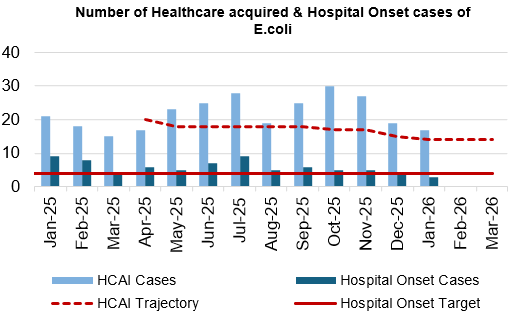 Number of Healthcare acquired & Hospital Onset cases of
E.coli
40
30
20
10
0
Jan-25
Feb-25
Mar-25
Apr-25
May-25
Jun-25
Jul-25
Aug-25
Sep-25
Oct-25
Nov-25
Dec-25
Jan-26
Feb-26
Mar-26
HCAI Cases
Hospital Onset Cases
HCAI Trajectory
Hospital Onset Target